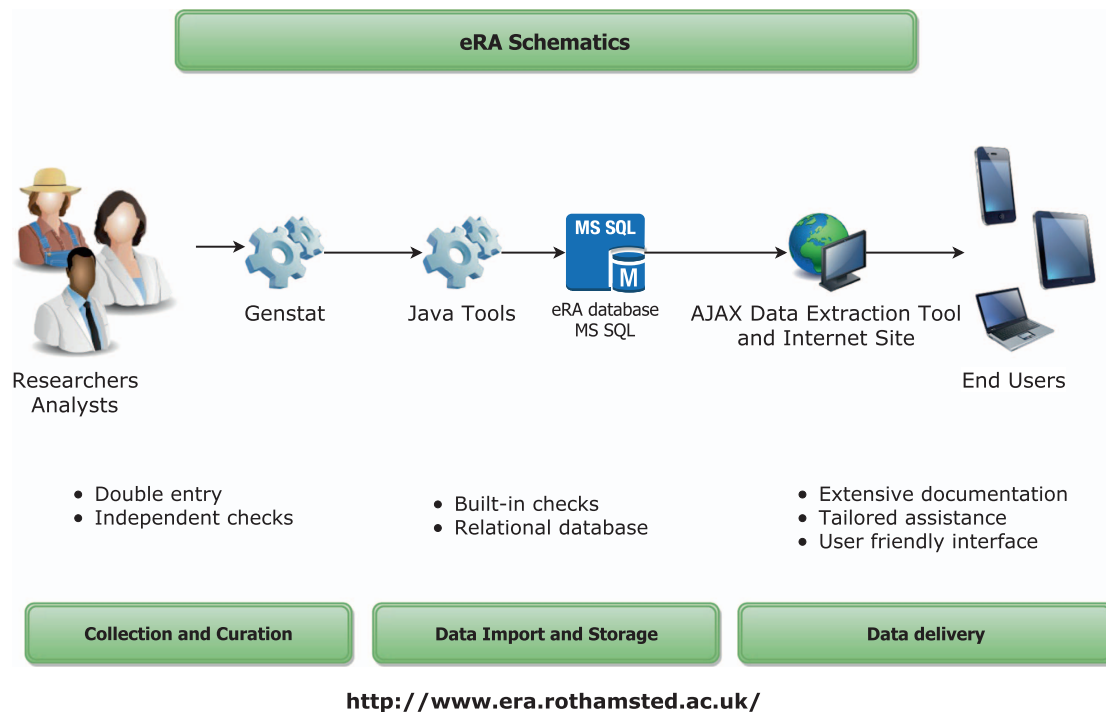 eRA Schematics
MS SQL
M
Genstat
Java Tools
eRA database
MS SQL
AJAX Data Extraction Tool
and Internet Site
Researchers
Analysts
End Users
• Double entry
• Independent checks
• Built-in checks
• Relational database
• Extensive documentation
• Tailored assistance
• User friendly interface
Collection and Curation
Data Import and Storage
Data delivery
http://www.era.rothamsted.ac.uk/